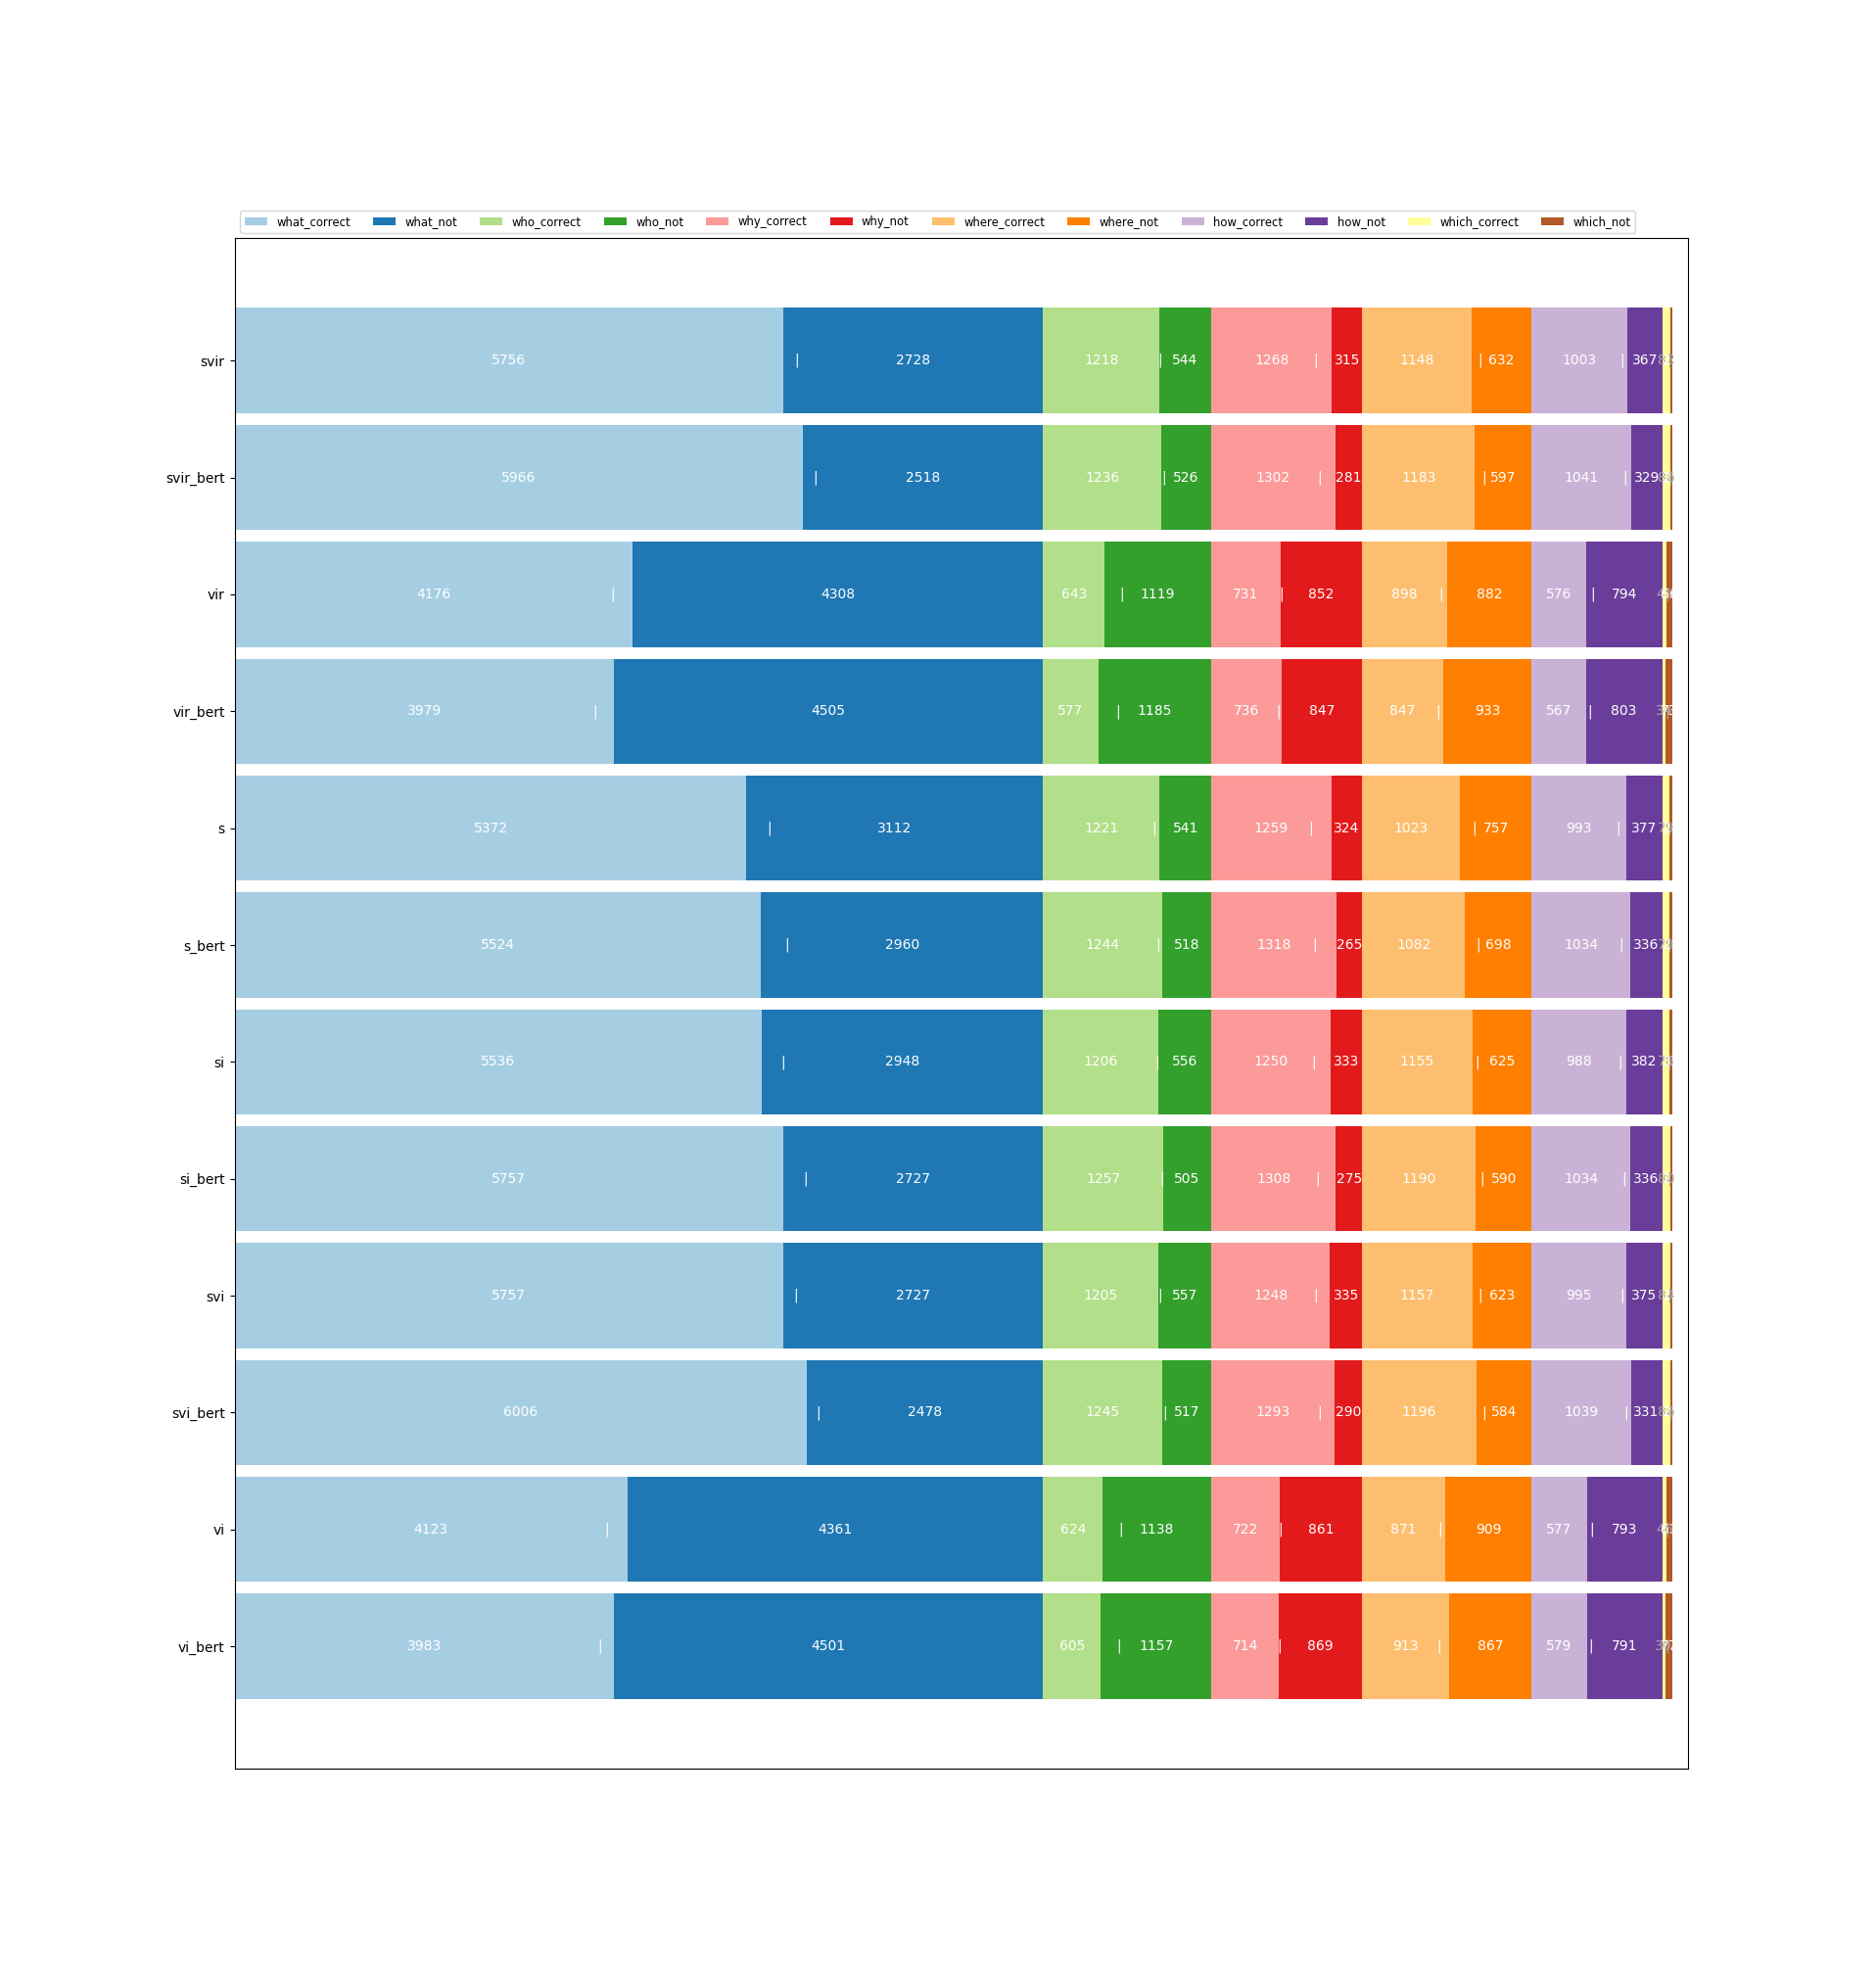 what_correct what_not who_correct who_not why_correct why_not where_correct where_not how_correct how_not which_correct which_not
svir 5756 | 2728 1218 | 544 1268 | 315 1148 | 632 1003 | 367
svir_bert 5966 | 2518 1236 | 526 1302 | 281 1183 | 597 1041 | 329
vir 4176 | 4308 643 | 1119 731 | 852 898 | 882 576 | 794
vir_bert 3979 | 4505 577 | 1185 736 | 847 847 | 933 567 | 803
s 5372 | 3112 1221 | 541 1259 | 324 1023 | 757 993 | 377
s_bert 5524 | 2960 1244 | 518 1318 | 265 1082 | 698 1034 | 336
si 5536 | 2948 1206 | 556 1250 | 333 1155 | 625 988 | 382
si_bert 5757 | 2727 1257 | 505 1308 | 275 1190 | 590 1034 | 336
svi 5757 | 2727 1205 | 557 1248 | 335 1157 | 623 995 | 375
svi_bert 6006 | 2478 1245 | 517 1293 | 290 1196 | 584 1039 | 331
vi 4123 | 4361 624 | 1138 722 | 861 871 | 909 577 | 793
vi_bert 3983 | 4501 605 | 1157 714 | 869 913 | 867 579 | 791